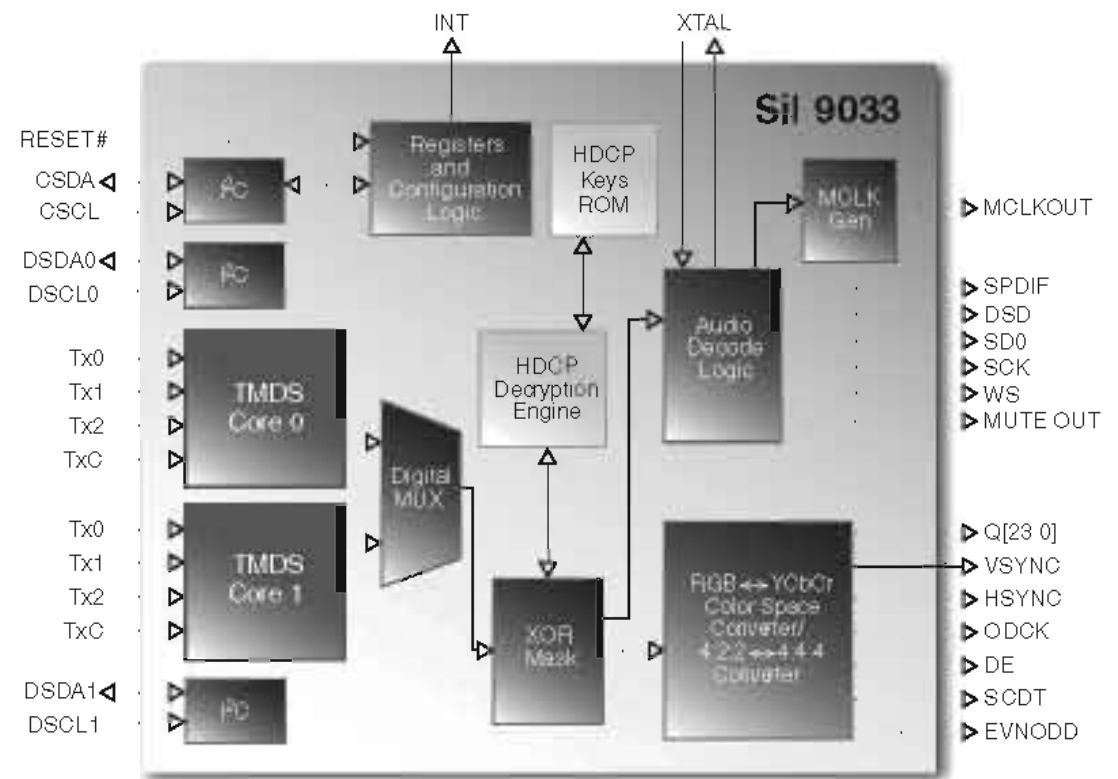 INT
XTAL
SiI 9033
RESET#
CSDA
CSCL
DSDA0
DSCL0
Tx0
Tx1
Tx2
TxC
Tx0
Tx1
Tx2
TxC
DSDA1
DSCL1
I²C
I²C
TMDS
Core 0
TMDS
Core 1
I²C
Registers
and
Configuration
Logic
HDCP
Keys
ROM
HDCP
Decryption
Engine
Digital
MUX
XOR
Mask
Audio
Decode
Logic
MCLK
Gen
RGB↔YCbCr
Color Space
Converter/
4 2 2↔4 4 4
Converter
MCLKOUT
SPDIF
DSD
SD0
SCK
WS
MUTE OUT
Q[23 0]
VSYNC
HSYNC
ODCK
DE
SCDT
EVNODD